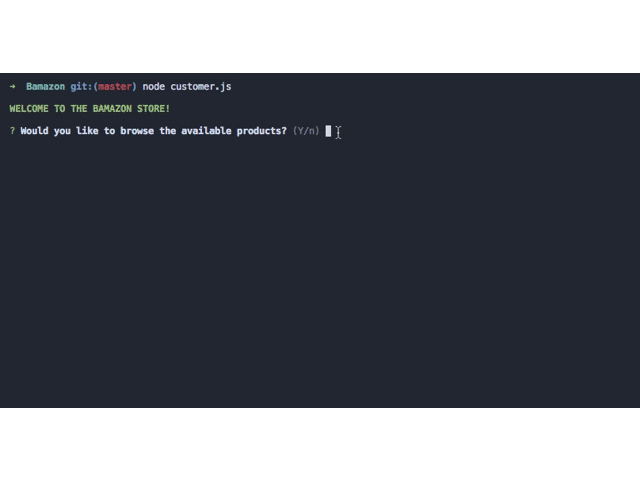 ➜  Bamazon git:(master) node customer.js
WELCOME TO THE BAMAZON STORE!
? Would you like to browse the available products? (Y/n)